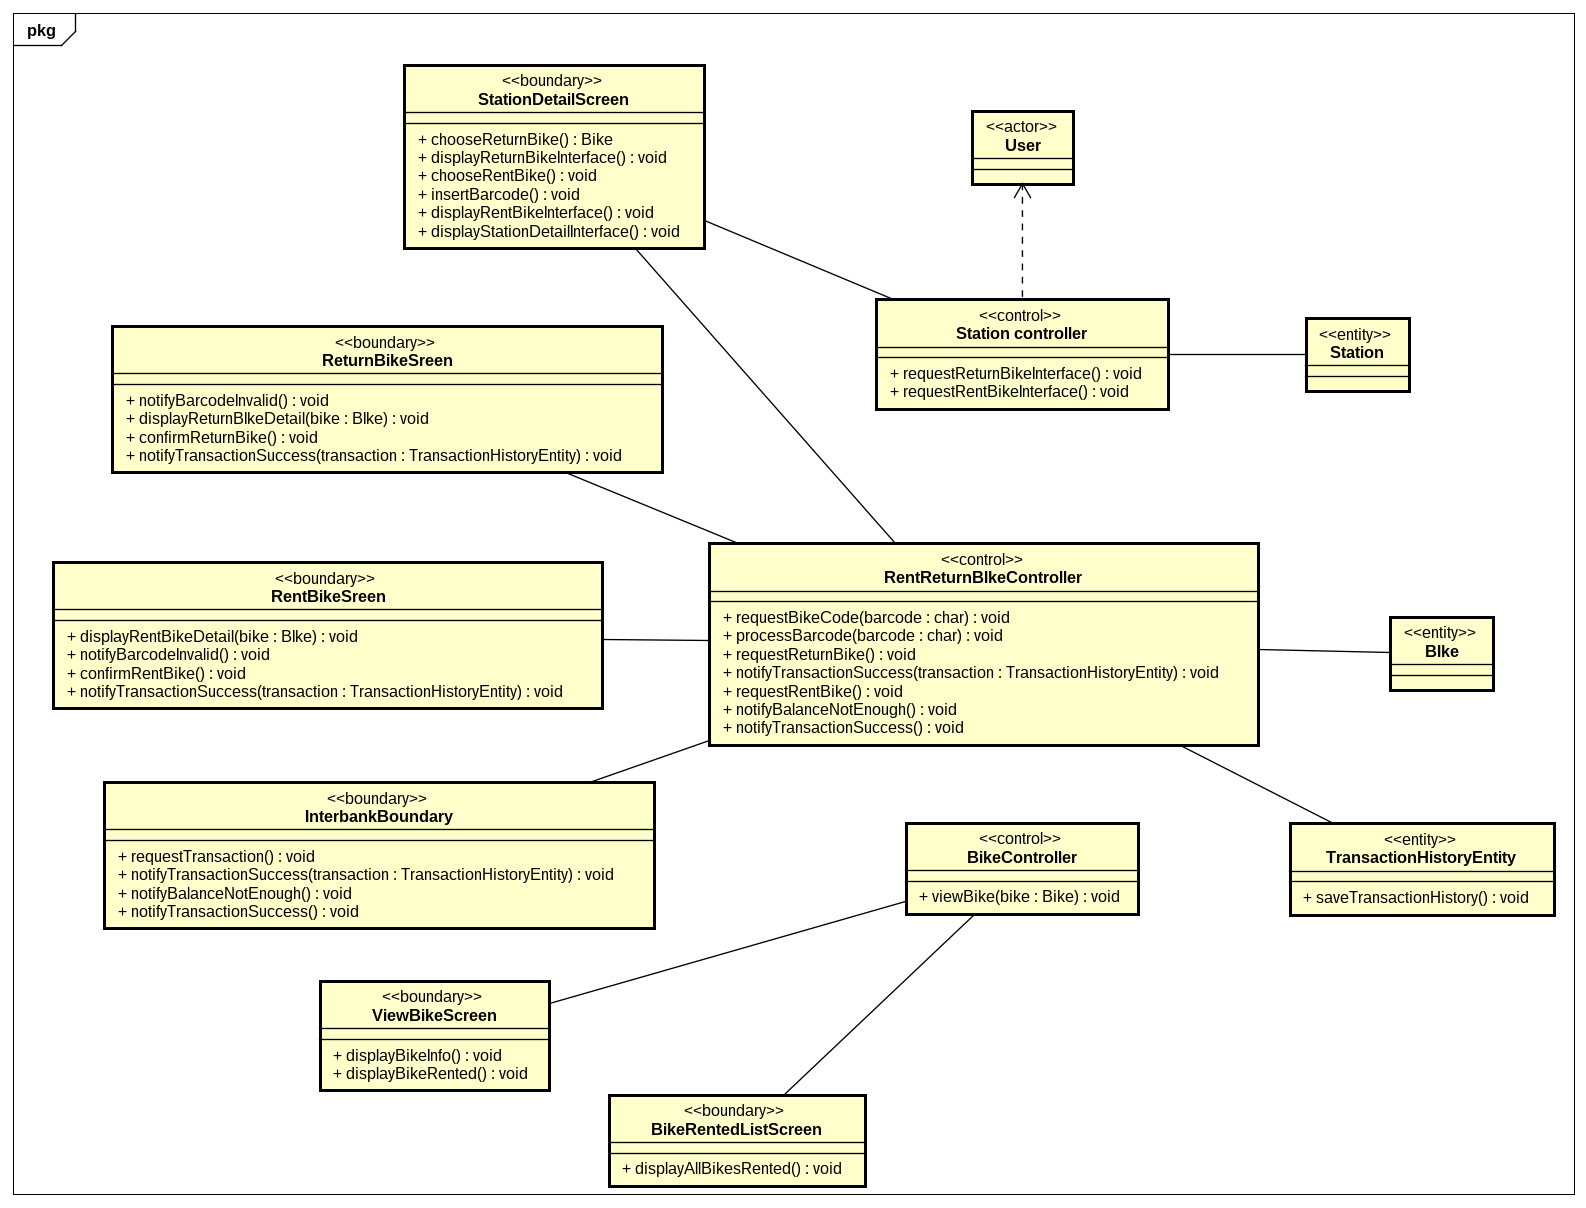 pkg
<<boundary>>
StationDetailScreen
+ chooseReturnBike() : Bike
+ displayReturnBikeInterface() : void
+ chooseRentBike() : void
+ insertBarcode() : void
+ displayRentBikeInterface() : void
+ displayStationDetailInterface() : void
<<actor>>
User
<<control>>
Station controller
+ requestReturnBikeInterface() : void
+ requestRentBikeInterface() : void
<<entity>>
Station
<<boundary>>
ReturnBikeSreen
+ notifyBarcodeInvalid() : void
+ displayReturnBIkeDetail(bike : BIke) : void
+ confirmReturnBike() : void
+ notifyTransactionSuccess(transaction : TransactionHistoryEntity) : void
<<boundary>>
RentBikeSreen
+ displayRentBikeDetail(bike : BIke) : void
+ notifyBarcodeInvalid() : void
+ confirmRentBike() : void
+ notifyTransactionSuccess(transaction : TransactionHistoryEntity) : void
<<control>>
RentReturnBIkeController
+ requestBikeCode(barcode : char) : void
+ processBarcode(barcode : char) : void
+ requestReturnBike() : void
+ notifyTransactionSuccess(transaction : TransactionHistoryEntity) : void
+ requestRentBike() : void
+ notifyBalanceNotEnough() : void
+ notifyTransactionSuccess() : void
<<entity>>
BIke
<<boundary>>
InterbankBoundary
+ requestTransaction() : void
+ notifyTransactionSuccess(transaction : TransactionHistoryEntity) : void
+ notifyBalanceNotEnough() : void
+ notifyTransactionSuccess() : void
<<control>>
BikeController
+ viewBike(bike : Bike) : void
<<entity>>
TransactionHistoryEntity
+ saveTransactionHistory() : void
<<boundary>>
ViewBikeScreen
+ displayBikeInfo() : void
+ displayBikeRented() : void
<<boundary>>
BikeRentedListScreen
+ displayAllBikesRented() : void